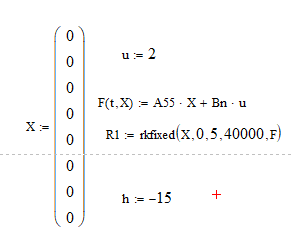 X := ( 0 0 0 0 0 0 0 0 )
u := 2
F(t,X) := A55 · X + Bn · u
R1 := rkfixed(X,0,5,40000,F)
h := -15